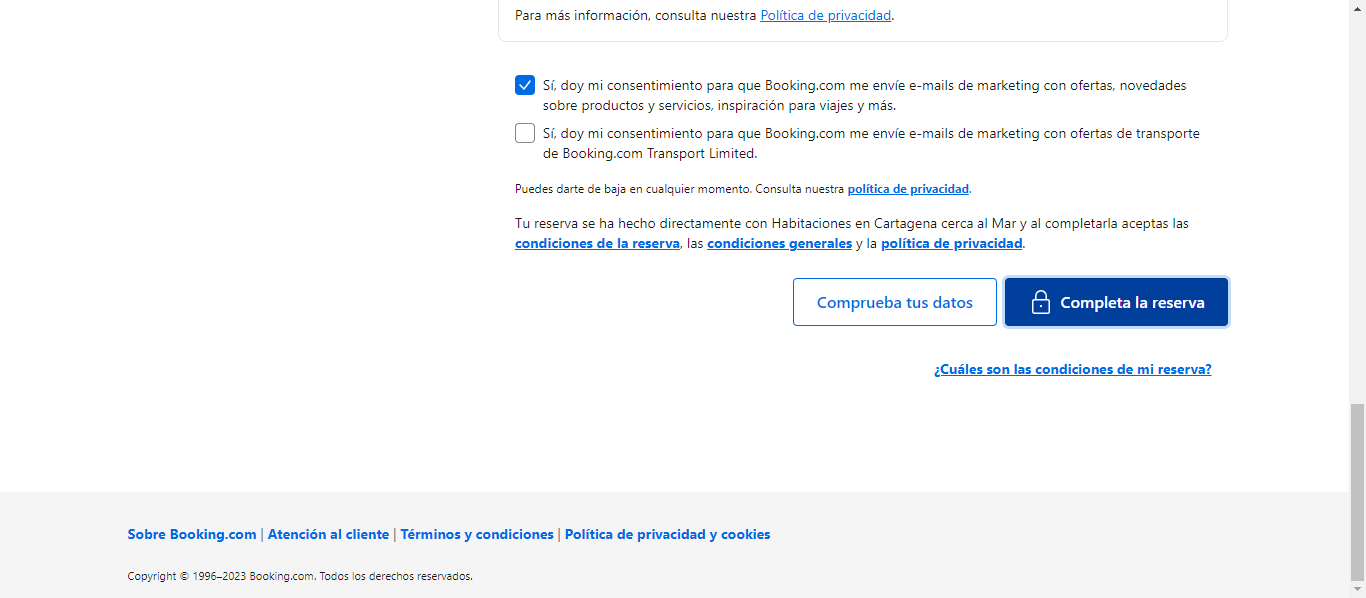 Para más información, consulta nuestra Política de privacidad.
Sí, doy mi consentimiento para que Booking.com me envíe e-mails de marketing con ofertas, novedades
sobre productos y servicios, inspiración para viajes y más.
Sí, doy mi consentimiento para que Booking.com me envíe e-mails de marketing con ofertas de transporte
de Booking.com Transport Limited.
Puedes darte de baja en cualquier momento. Consulta nuestra política de privacidad.
Tu reserva se ha hecho directamente con Habitaciones en Cartagena cerca al Mar y al completarla aceptas las
condiciones de la reserva, las condiciones generales y la política de privacidad.
Comprueba tus datos Completa la reserva
¿Cuáles son las condiciones de mi reserva?
Sobre Booking.com | Atención al cliente | Términos y condiciones | Política de privacidad y cookies
Copyright © 1996–2023 Booking.com. Todos los derechos reservados.